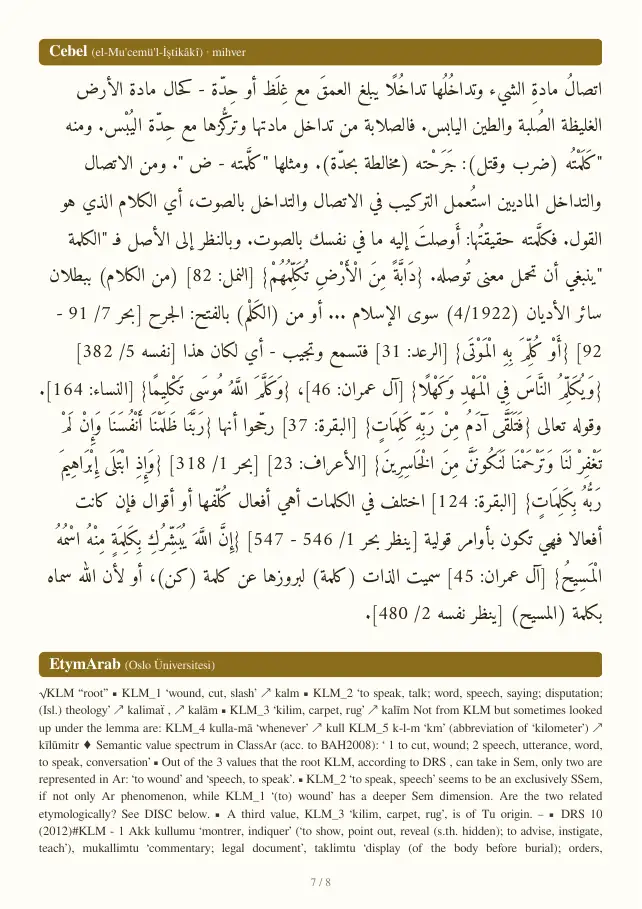 Cebel (el-Mu'cemü'l-İştikâkî) · mihver
اتصالُ مادةِ الشيء وتداخُلُها تداخُلًا يبلغ العمقَ مع غِلَظ أو حِدّة - كحال مادة الأرض
الغليظة الصُلبة والطين اليابس. فالصلابة من تداخل مادتها وتركُّزها مع حِدّة اليُبْس. ومنه
"كَلَمْتُه (ضرب وقتل): جَرَحْته (مخالطة بحدّة). ومثلها "كلَّمته - ض ". ومن الاتصال
والتداخل الماديين استُعمل التركيب في الاتصال والتداخل بالصوت، أي الكلام الذي هو
القول. فكلَّمته حقيقتُها: أَوصلتَ إليه ما في نفسك بالصوت. وبالنظر إلى الأصل فـ "الكلمة
"ينبغي أن تحمل معنى تُوصله. {دَابَّةً مِنَ الْأَرْضِ تُكَلِّمُهُمْ} [النمل: 82] (من الكلام) ببطلان
سائر الأديان (4/1922) سوى الإسلام ... أو من (الكَلْم) بالفتح: الجرح [بحر 7/ 91 -
92] {أَوْ كُلِّمَ بِهِ الْمَوْتَى} [الرعد: 31] فتسمع وتجيب - أي لكان هذا [نفسه 5/ 382]
{وَيُكَلِّمُ النَّاسَ فِي الْمَهْدِ وَكَهْلًا} [آل عمران: 46]، {وَكَلَّمَ اللَّهُ مُوسَى تَكْلِيمًا} [النساء: 164].
وقوله تعالى {فَتَلَقَّى آدَمُ مِنْ رَبِّهِ كَلِمَاتٍ} [البقرة: 37] رجّحوا أنها {رَبَّنَا ظَلَمْنَا أَنْفُسَنَا وَإِنْ لَمْ
تَغْفِرْ لَنَا وَتَرْحَمْنَا لَنَكُونَنَّ مِنَ الْخَاسِرِينَ} [الأعراف: 23] [بحر 1/ 318] {وَإِذِ ابْتَلَى إِبْرَاهِيمَ
رَبُّهُ بِكَلِمَاتٍ} [البقرة: 124] اختلف في الكلمات أهي أفعال كُلِّفها أو أقوال فإن كانت
أفعالا فهي تكون بأوامر قولية [ينظر بحر 1/ 546 - 547] {إِنَّ اللَّهَ يُبَشِّرُكِ بِكَلِمَةٍ مِنْهُ اسْمُهُ
الْمَسِيحُ} [آل عمران: 45] سميت الذات (كلمة) لبروزها عن كلمة (كن)، أو لأن الله سماه
بكلمة (المسيح) [ينظر نفسه 2/ 480].
EtymArab (Oslo Üniversitesi)
√KLM “root” ▪ KLM_1 ‘wound, cut, slash’ ↗ kalm ▪ KLM_2 ‘to speak, talk; word, speech, saying; disputation;
(Isl.) theology’ ↗ kalimaẗ , ↗ kalām ▪ KLM_3 ‘kilim, carpet, rug’ ↗ kalīm Not from KLM but sometimes looked
up under the lemma are: KLM_4 kulla-mā ‘whenever’ ↗ kull KLM_5 k-l-m ‘km’ (abbreviation of ‘kilometer’) ↗
kīlūmitr ♦ Semantic value spectrum in ClassAr (acc. to BAH2008): ‘ 1 to cut, wound; 2 speech, utterance, word,
to speak, conversation’ ▪ Out of the 3 values that the root KLM, according to DRS , can take in Sem, only two are
represented in Ar: ‘to wound’ and ‘speech, to speak’. ▪ KLM_2 ‘to speak, speech’ seems to be an exclusively SSem,
if not only Ar phenomenon, while KLM_1 ‘(to) wound’ has a deeper Sem dimension. Are the two related
etymologically? See DISC below. ▪ A third value, KLM_3 ‘kilim, carpet, rug’, is of Tu origin. – ▪ DRS 10
(2012)#KLM - 1 Akk kullumu ‘montrer, indiquer’ (‘to show, point out, reveal (s.th. hidden); to advise, instigate,
teach’), mukallimtu ‘commentary; legal document’, taklimtu ‘display (of the body before burial); orders,
7 / 8